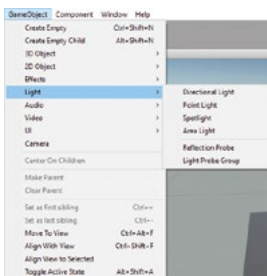 GameObject Component Window Help
Create Empty Ctrl+Shift+N
Create Empty Child Alt+Shift+N
3D Object
2D Object
Effects
Light
Directional Light
Point Light
Spotlight
Area Light
Reflection Probe
Light Probe Group
Audio
Video
UI
Camera
Center On Children
Make Parent
Clear Parent
Set as first sibling Ctrl+=
Set as last sibling Ctrl+-
Move To View Ctrl+Alt+F
Align With View Ctrl+Shift+F
Align View to Selected
Toggle Active State Alt+Shift+A